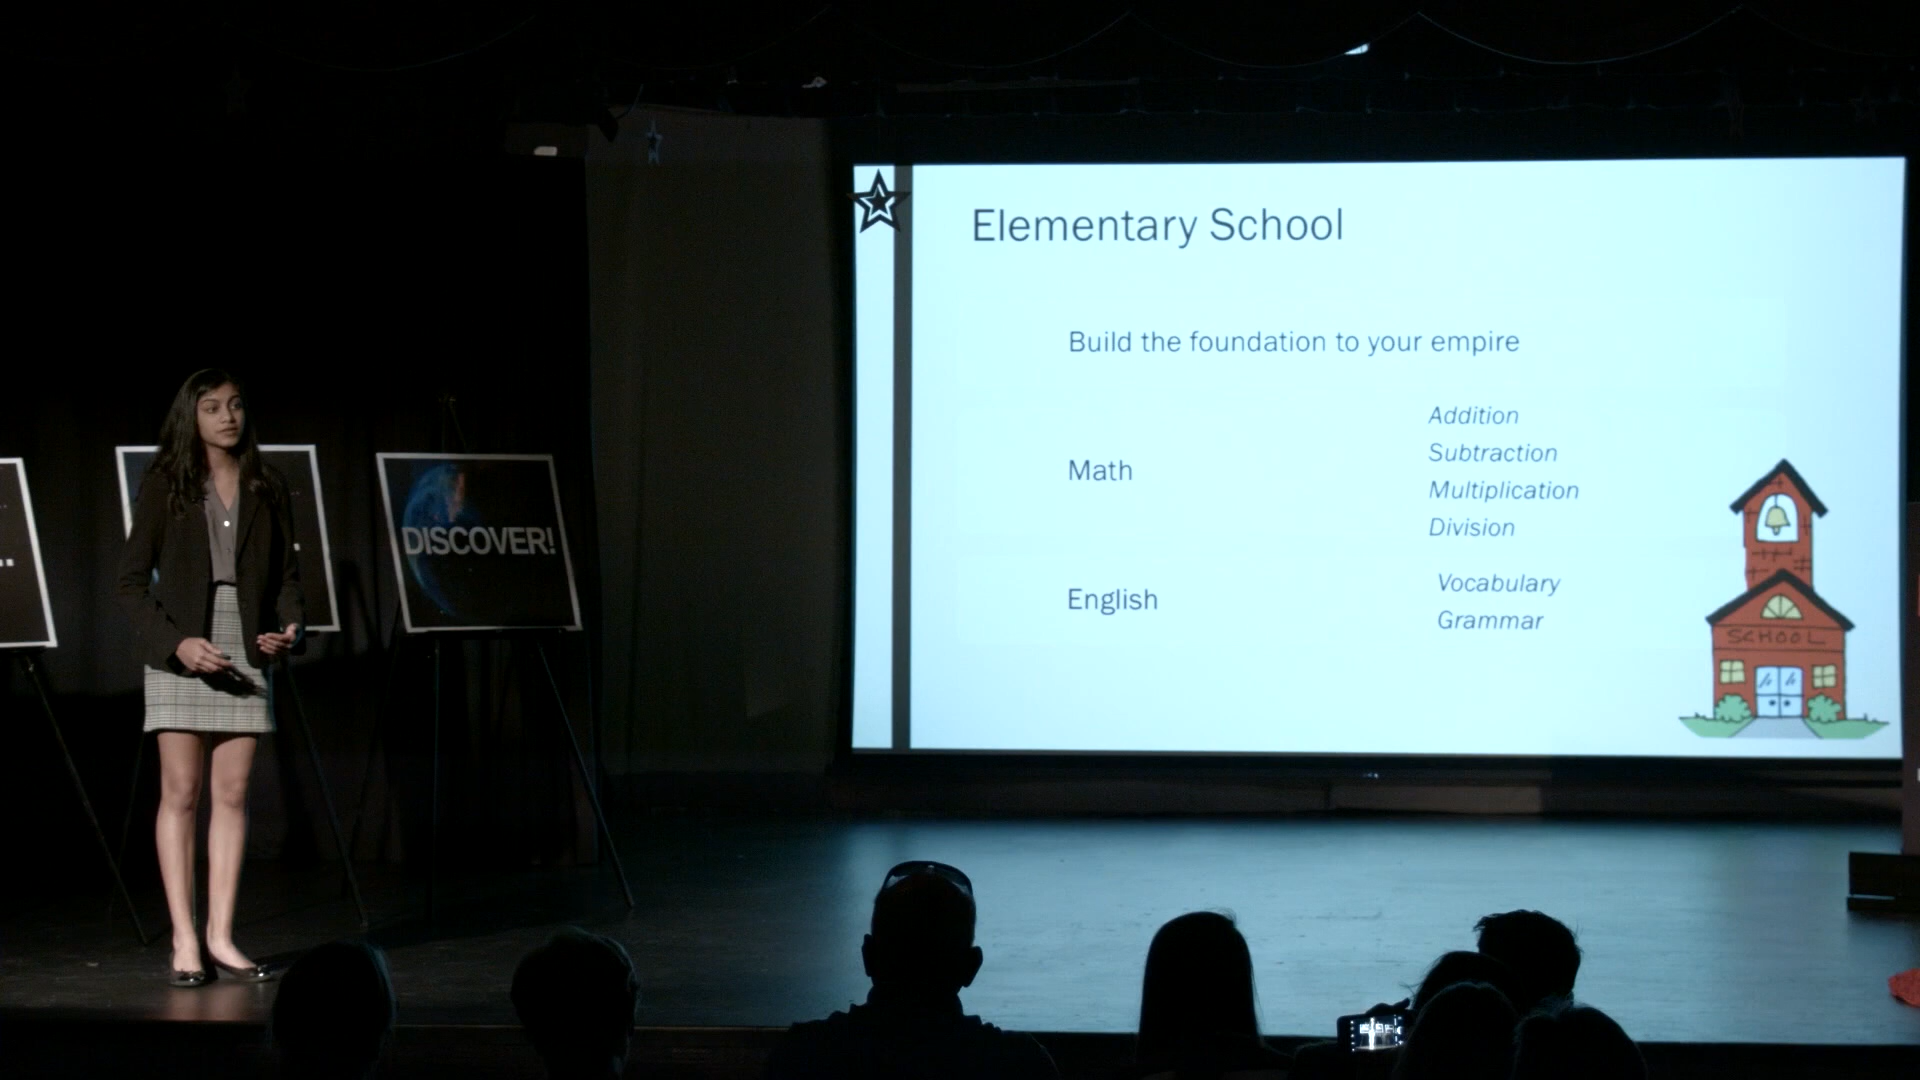 Elementary School
Build the foundation to your empire
Math
Addition
Subtraction
Multiplication
Division
English
Vocabulary
Grammar
SCHOOL
DISCOVER!